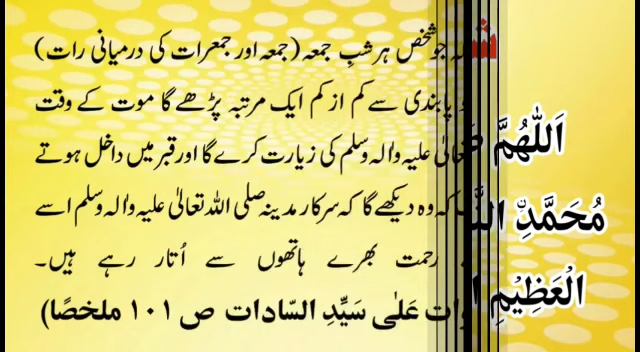 جو شخص ہر شبِ جمعہ (جمعہ اور جمعرات کی درمیانی رات)
پابندی سے کم از کم ایک مرتبہ پڑھے گا موت کے وقت
علیہ والہ وسلم کی زیارت کرے گا اور قبر میں داخل ہوتے
کہ وہ دیکھے گا کہ سرکار مدینہ صلی اللہ تعالیٰ علیہ والہ وسلم اسے
رحمت بھرے ہاتھوں سے اُتار رہے ہیں۔
عَلٰی سَیِّدِ السّادات ص ۱۰۱ ملخصًا)
اَللّٰهُمَّ
مُحَمَّدِنِ
الْعَظِيْمِ